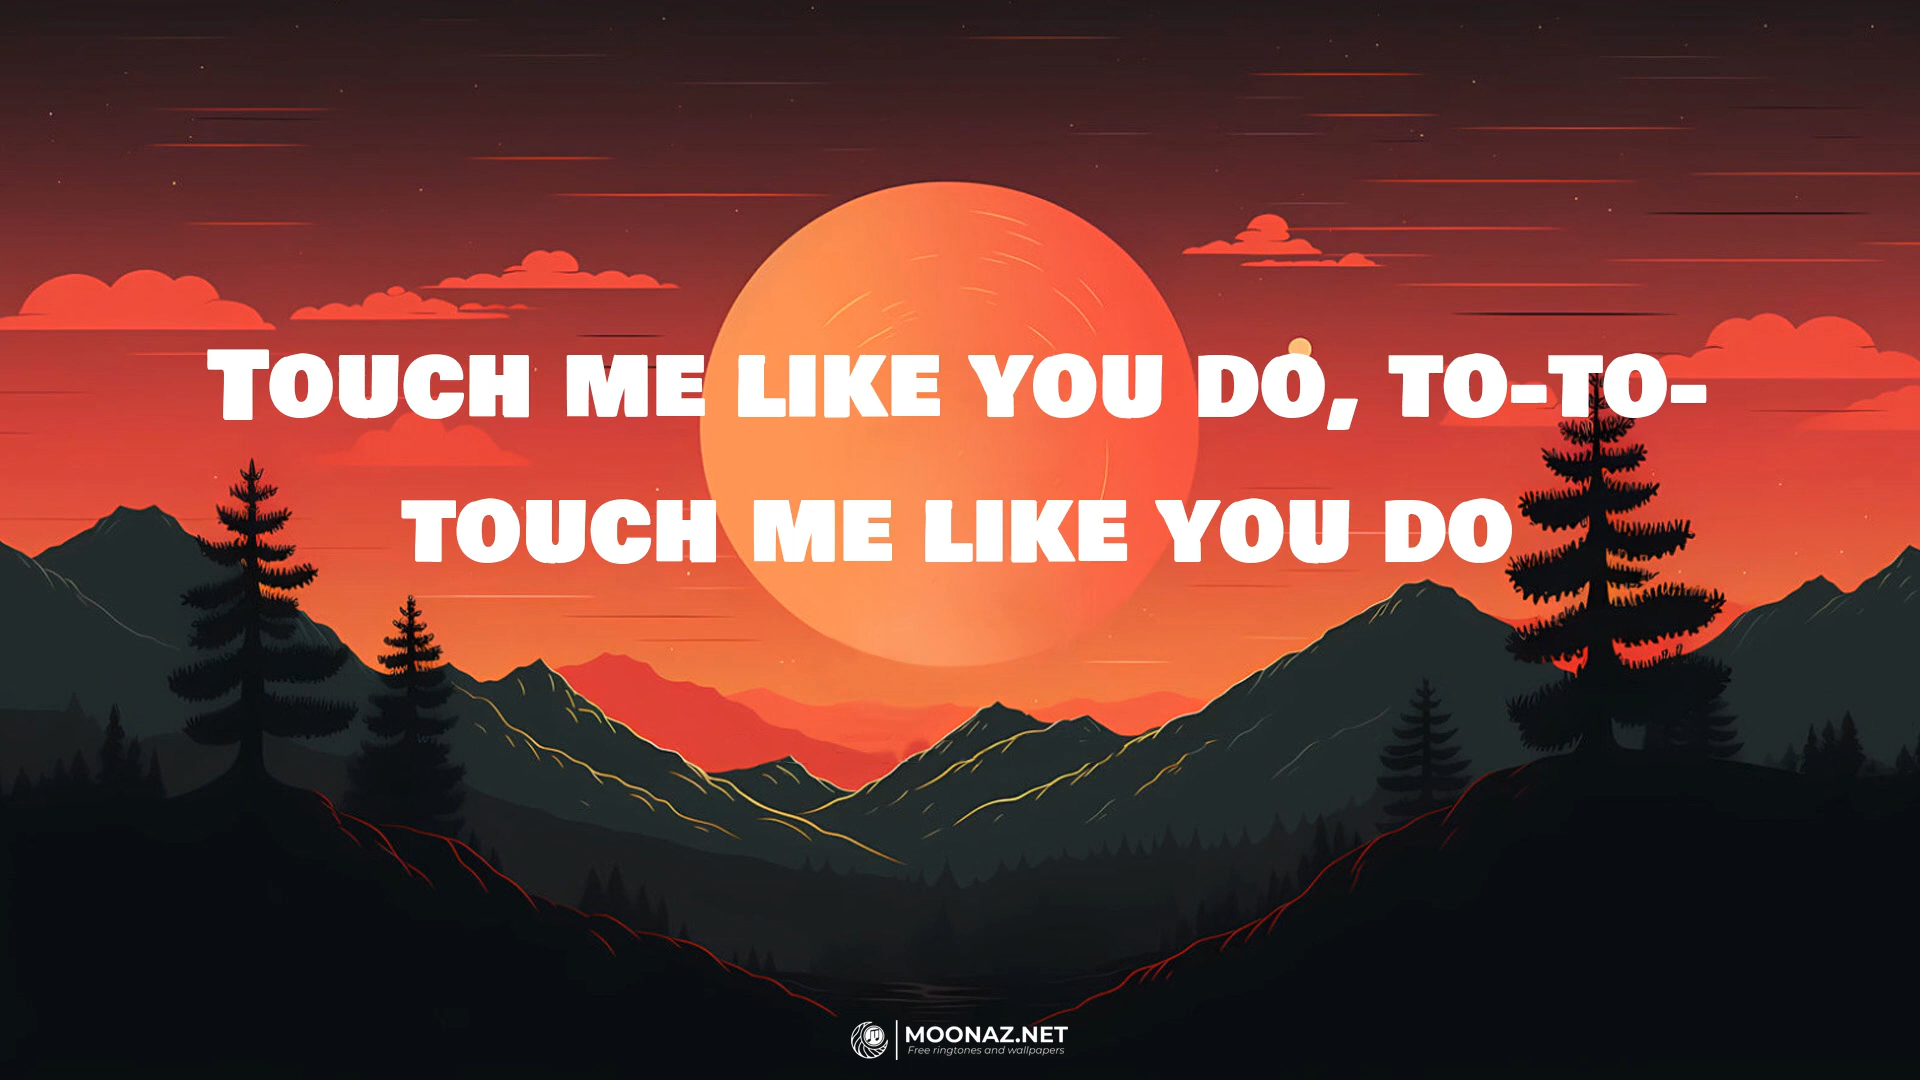 Touch me like you do, to-to-
touch me like you do
MOONAZ.NET
Free ringtones and wallpapers